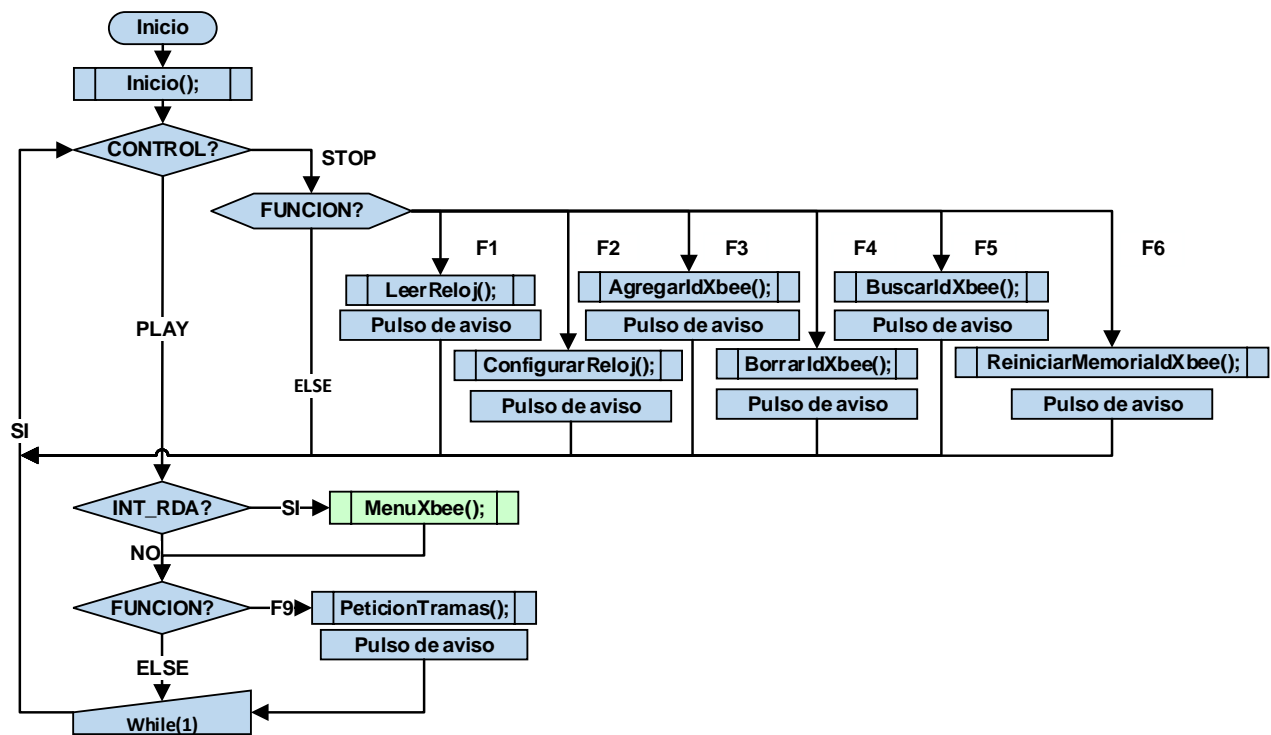 Inicio
Inicio();
CONTROL?
STOP
FUNCION?
F1
F2
F3
F4
F5
F6
LeerReloj();
AgregarIdXbee();
BuscarIdXbee();
Pulso de aviso
Pulso de aviso
Pulso de aviso
PLAY
ConfigurarReloj();
BorrarIdXbee();
ReiniciarMemoriaIdXbee();
ELSE
Pulso de aviso
Pulso de aviso
Pulso de aviso
SI
INT_RDA?
SI
MenuXbee();
NO
FUNCION?
F9
PeticionTramas();
Pulso de aviso
ELSE
While(1)